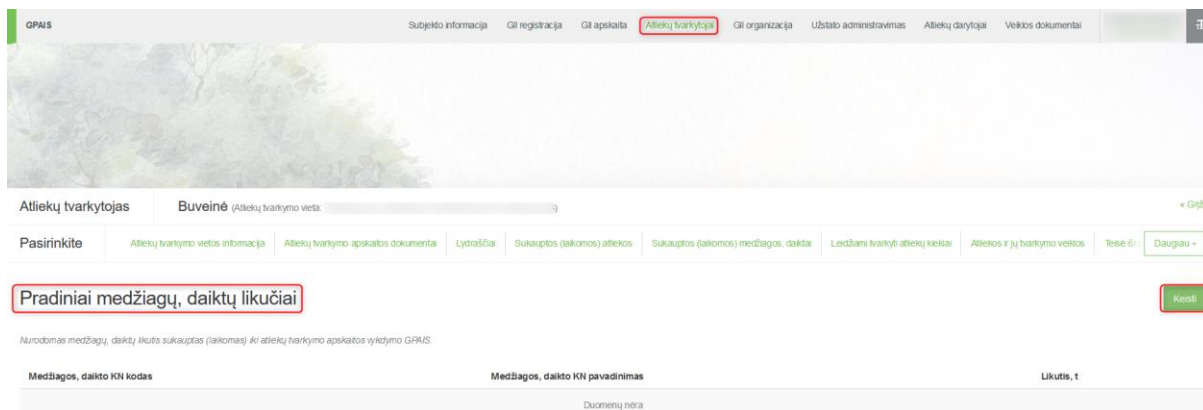 GPAIS Subjekto informacija GII registracija GII apskaita Atliekų tvarkytojai GII organizacija Užstato administravimas Atliekų darytojai Veiklos dokumentai
Atliekų tvarkytojas Buveinė (Atliekų tvarkymo vieta:
Pasirinkite Atliekų tvarkymo vietos informacija Atliekų tvarkymo apskaitos dokumentai Lydraščiai Sukauptos (laikomos) atliekos Sukauptos (laikomos) medžiagos, daiktai Leidžiami tvarkyti atliekų kiekiai Atliekos ir jų tvarkymo veiklos Teisė Daugiau
Pradiniai medžiagų, daiktų likučiai Keisti
Nurodomas medžiagų, daiktų likutis sukauptas (laikomas) iki atliekų tvarkymo apskaitos vykdymo GPAIS.
Medžiagos, daikto KN kodas Medžiagos, daikto KN pavadinimas Likutis, t
Duomenų nėra